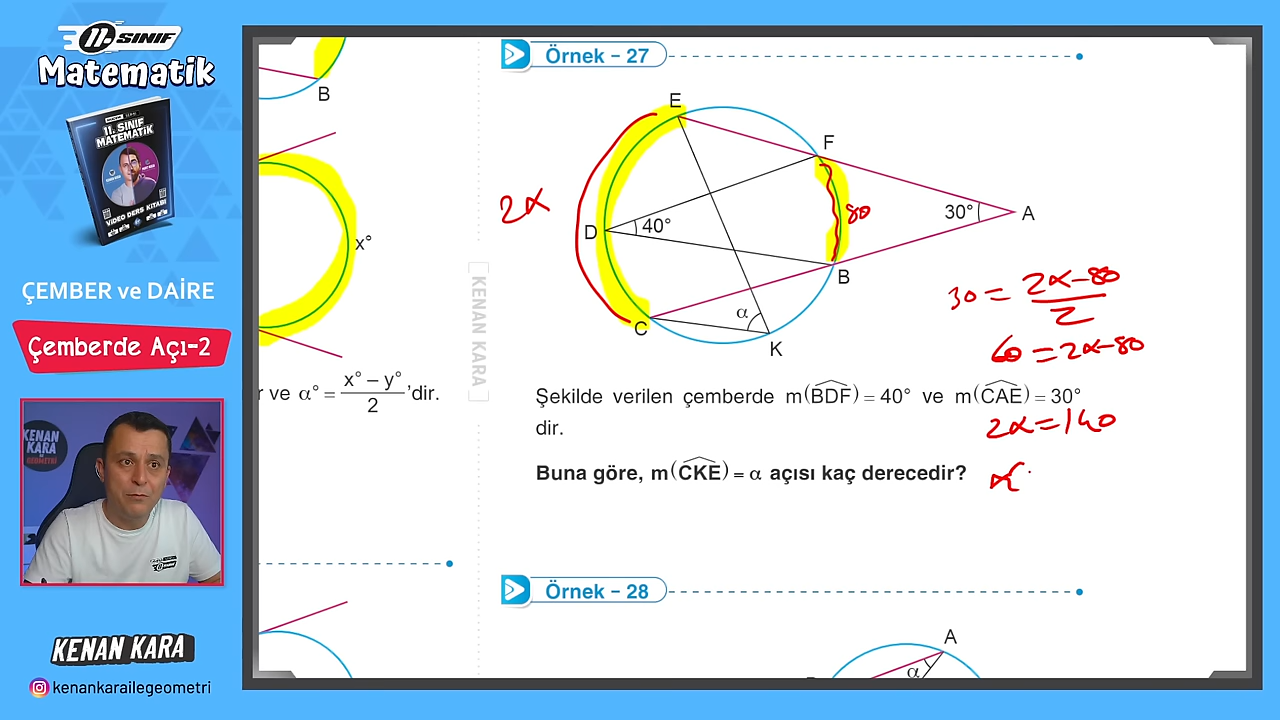 11. SINIF
Matematik
11. SINIF
MATEMATİK
VİDEO DERS KİTABI
ÇEMBER ve DAİRE
Çemberde Açı-2
KENAN KARA
kenankarailegeometri
B
x°
r ve α° = x° – y° / 2 'dir.
KENAN KARA
Örnek – 27
E
F
2α
D
40°
80
30°
A
B
α
C
K
30 = 2α-80 / 2
60 = 2α-80
2α = 140
α
Şekilde verilen çemberde m(BDF) = 40° ve m(CAE) = 30°
dir.
Buna göre, m(CKE) = α açısı kaç derecedir?
Örnek – 28
A
α